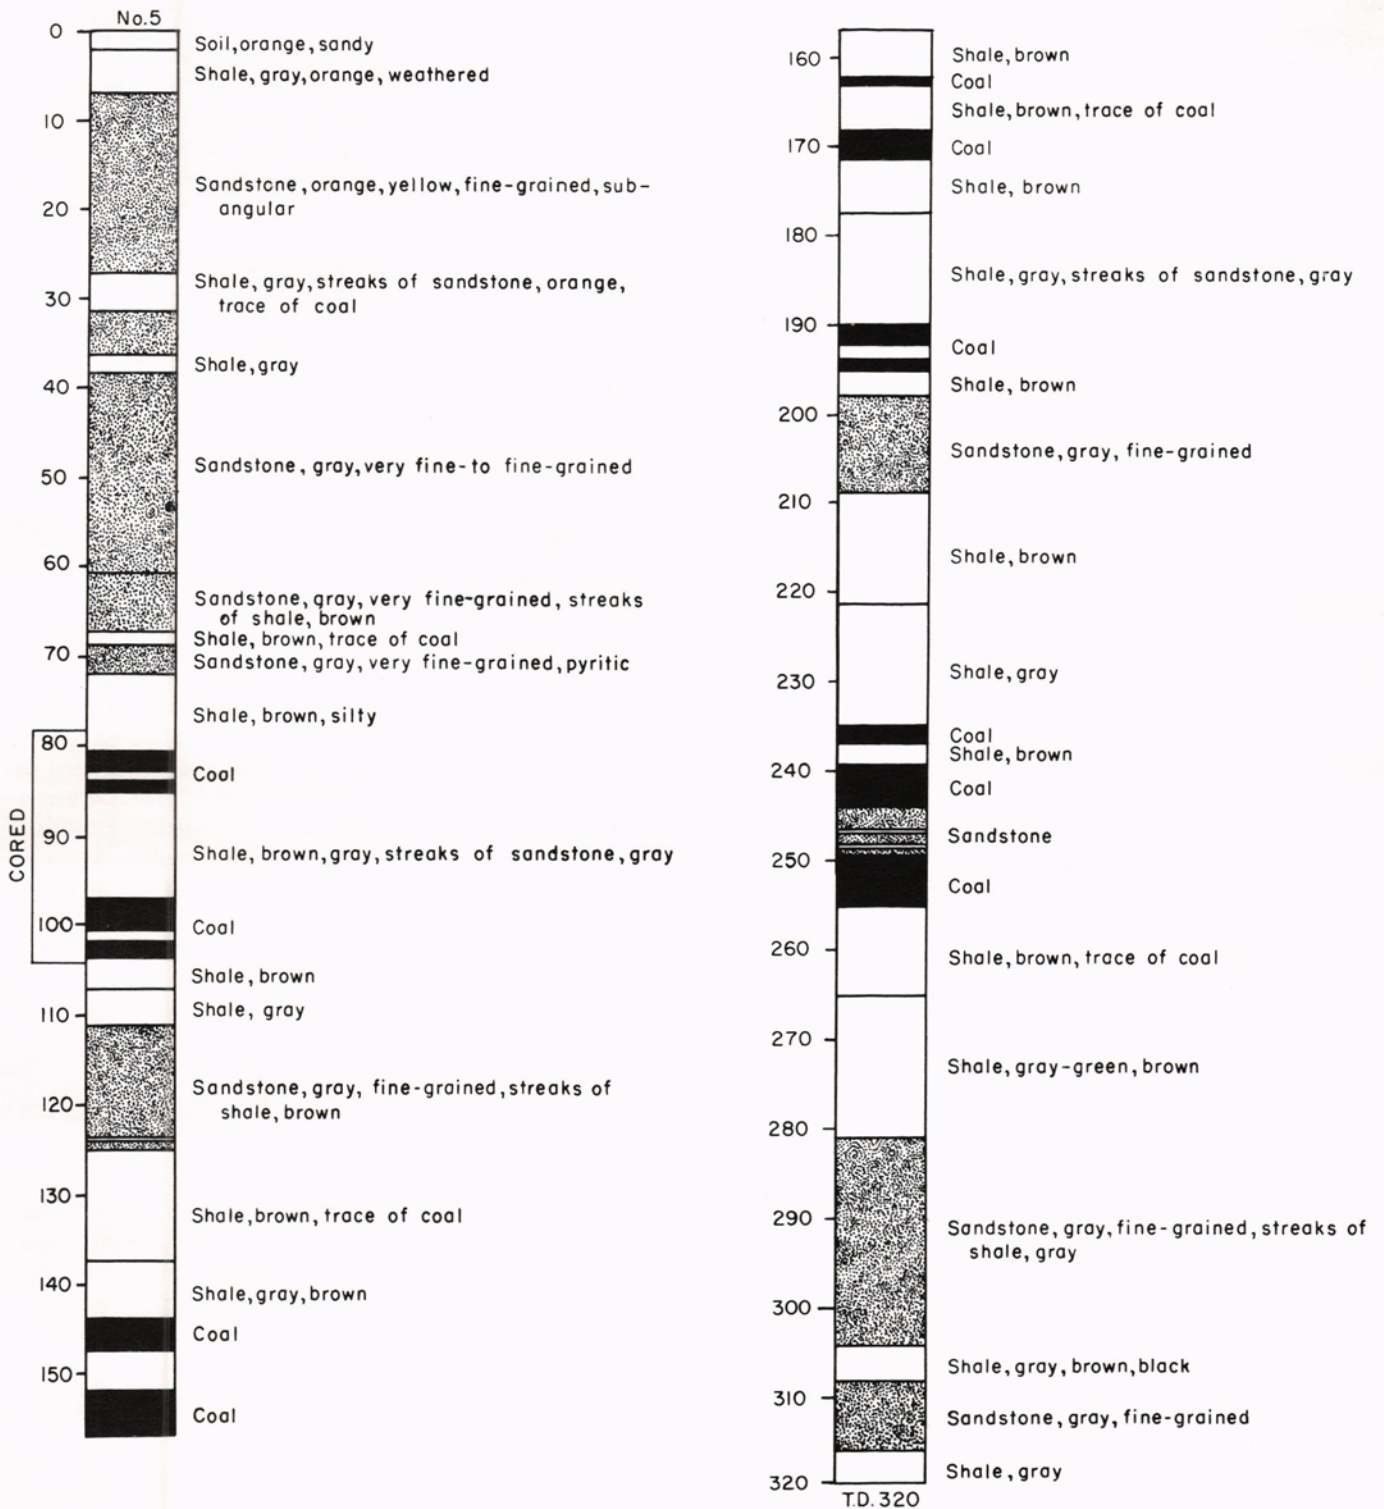 No.5
0
Soil, orange, sandy
Shale, gray, orange, weathered
10
Sandstone, orange, yellow, fine-grained, sub-
angular
20
Shale, gray, streaks of sandstone, orange,
trace of coal
30
Shale, gray
40
Sandstone, gray, very fine- to fine-grained
50
60
Sandstone, gray, very fine-grained, streaks
of shale, brown
Shale, brown, trace of coal
70
Sandstone, gray, very fine-grained, pyritic
Shale, brown, silty
80
Coal
CORED
90
Shale, brown, gray, streaks of sandstone, gray
100
Coal
Shale, brown
110
Shale, gray
Sandstone, gray, fine-grained, streaks of
shale, brown
120
130
Shale, brown, trace of coal
140
Shale, gray, brown
Coal
150
Coal
160
Shale, brown
Coal
Shale, brown, trace of coal
170
Coal
Shale, brown
180
Shale, gray, streaks of sandstone, gray
190
Coal
Shale, brown
200
Sandstone, gray, fine-grained
210
Shale, brown
220
Shale, gray
230
Coal
Shale, brown
240
Coal
Sandstone
250
Coal
260
Shale, brown, trace of coal
270
Shale, gray-green, brown
280
290
Sandstone, gray, fine-grained, streaks of
shale, gray
300
Shale, gray, brown, black
310
Sandstone, gray, fine-grained
320
Shale, gray
T.D. 320